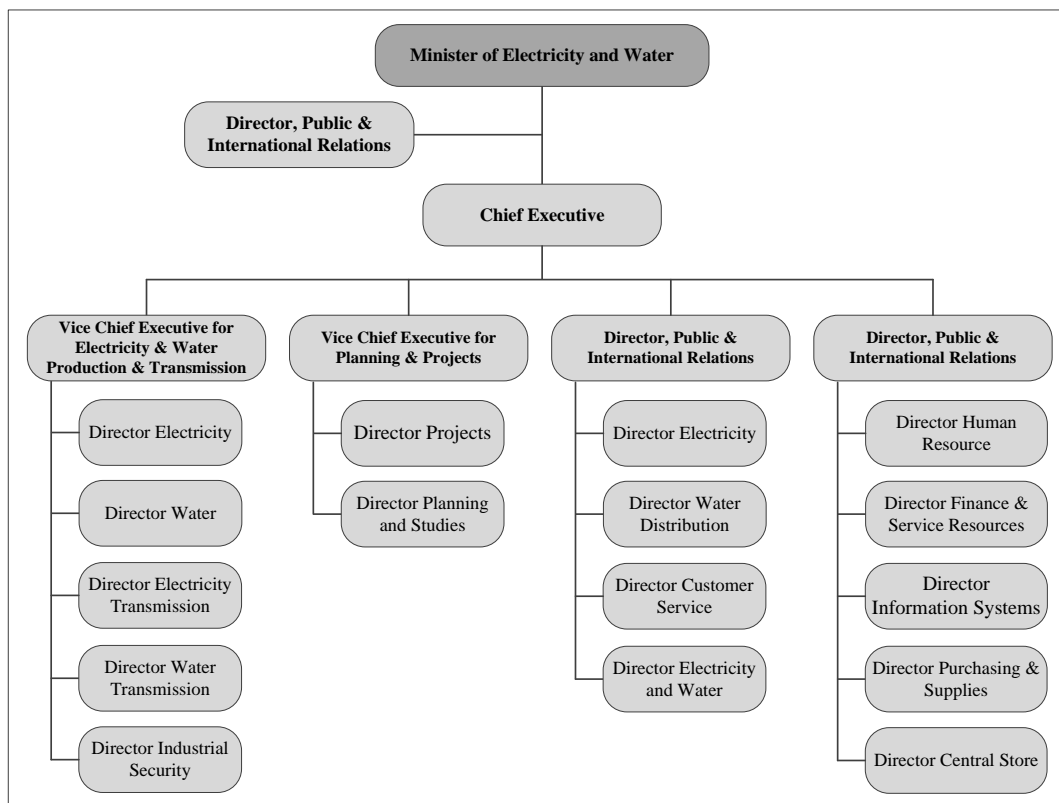 Minister of Electricity and Water
Director, Public &
International Relations
Chief Executive
Vice Chief Executive for
Electricity & Water
Production & Transmission
Director Electricity
Director Water
Director Electricity
Transmission
Director Water
Transmission
Director Industrial
Security
Vice Chief Executive for
Planning & Projects
Director Projects
Director Planning
and Studies
Director, Public &
International Relations
Director Electricity
Director Water
Distribution
Director Customer
Service
Director Electricity
and Water
Director, Public &
International Relations
Director Human
Resource
Director Finance &
Service Resources
Director
Information Systems
Director Purchasing &
Supplies
Director Central Store